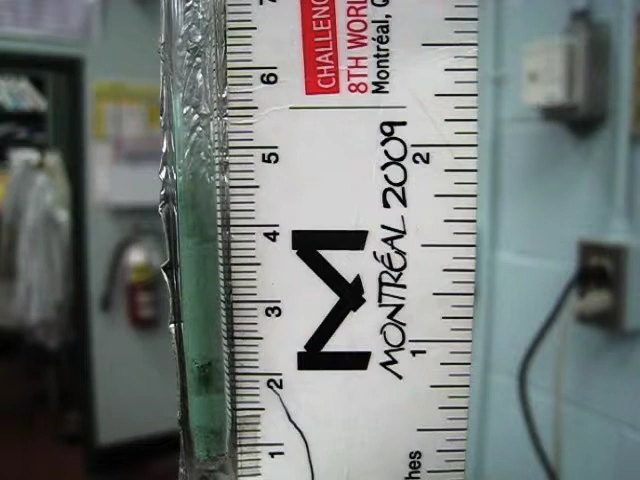 CHALLENG
8TH WORL
Montréal, Q
MONTRÉAL 2009
M
7
6
5
4
3
2
1
2
1
hes